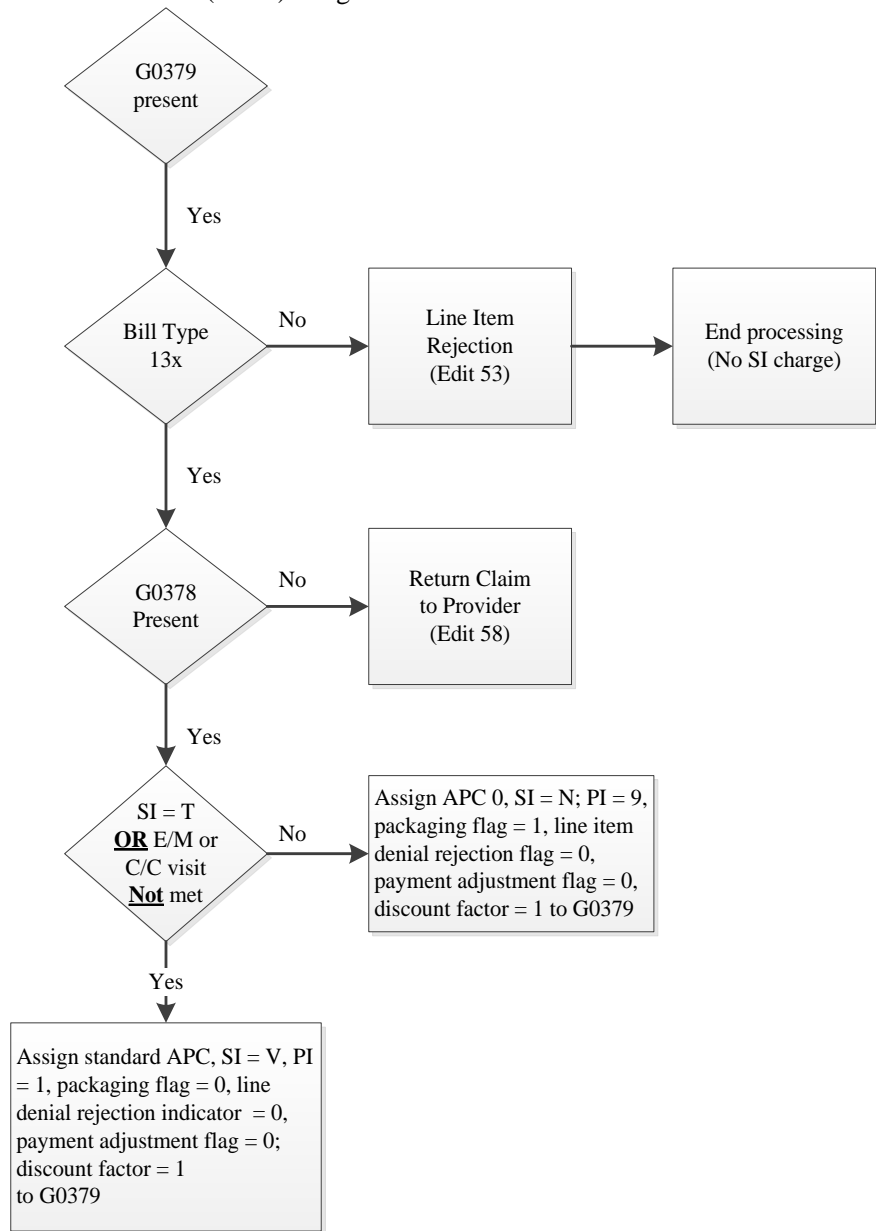 G0379
present
Yes
Bill Type
13x
No
Line Item
Rejection
(Edit 53)
End processing
(No SI charge)
Yes
G0378
Present
No
Return Claim
to Provider
(Edit 58)
Yes
SI = T
OR E/M or
C/C visit
Not met
No
Assign APC 0, SI = N; PI = 9,
packaging flag = 1, line item
denial rejection flag = 0,
payment adjustment flag = 0,
discount factor = 1 to G0379
Yes
Assign standard APC, SI = V, PI
= 1, packaging flag = 0, line
denial rejection indicator = 0,
payment adjustment flag = 0;
discount factor = 1
to G0379